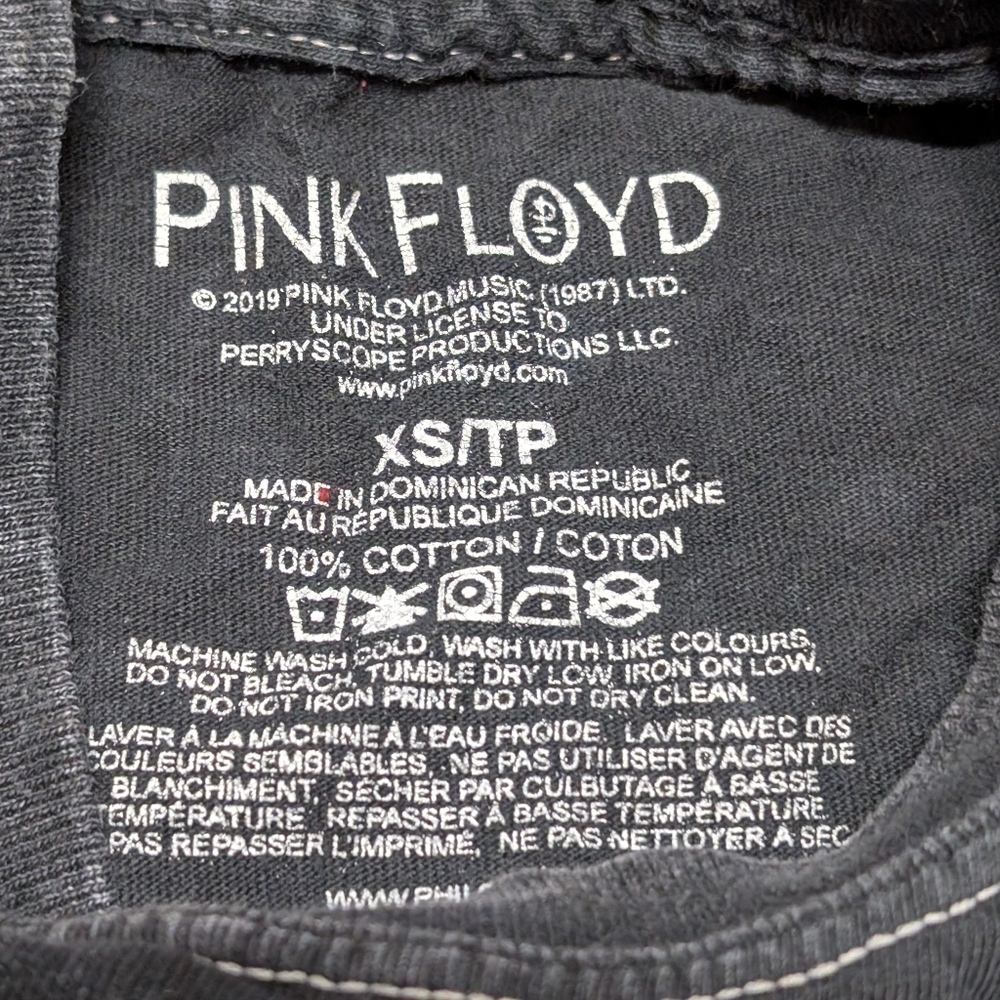 PINK FLOYD
© 2019 PINK FLOYD MUSIC (1987) LTD.
UNDER LICENSE TO
PERRYSCOPE PRODUCTIONS LLC.
www.pinkfloyd.com
XS/TP
MADE IN DOMINICAN REPUBLIC
FAIT AU RÉPUBLIQUE DOMINICAINE
100% COTTON / COTON
MACHINE WASH COLD, WASH WITH LIKE COLOURS,
DO NOT BLEACH, TUMBLE DRY LOW, IRON ON LOW.
DO NOT IRON PRINT, DO NOT DRY CLEAN.
LAVER À LA MACHINE À L'EAU FROIDE, LAVER AVEC DES
COULEURS SEMBLABLES, NE PAS UTILISER D'AGENT DE
BLANCHIMENT, SÉCHER PAR CULBUTAGE À BASSE
TEMPÉRATURE, REPASSER À BASSE TEMPÉRATURE
PAS REPASSER L'IMPRIMÉ, NE PAS NETTOYER À SEC